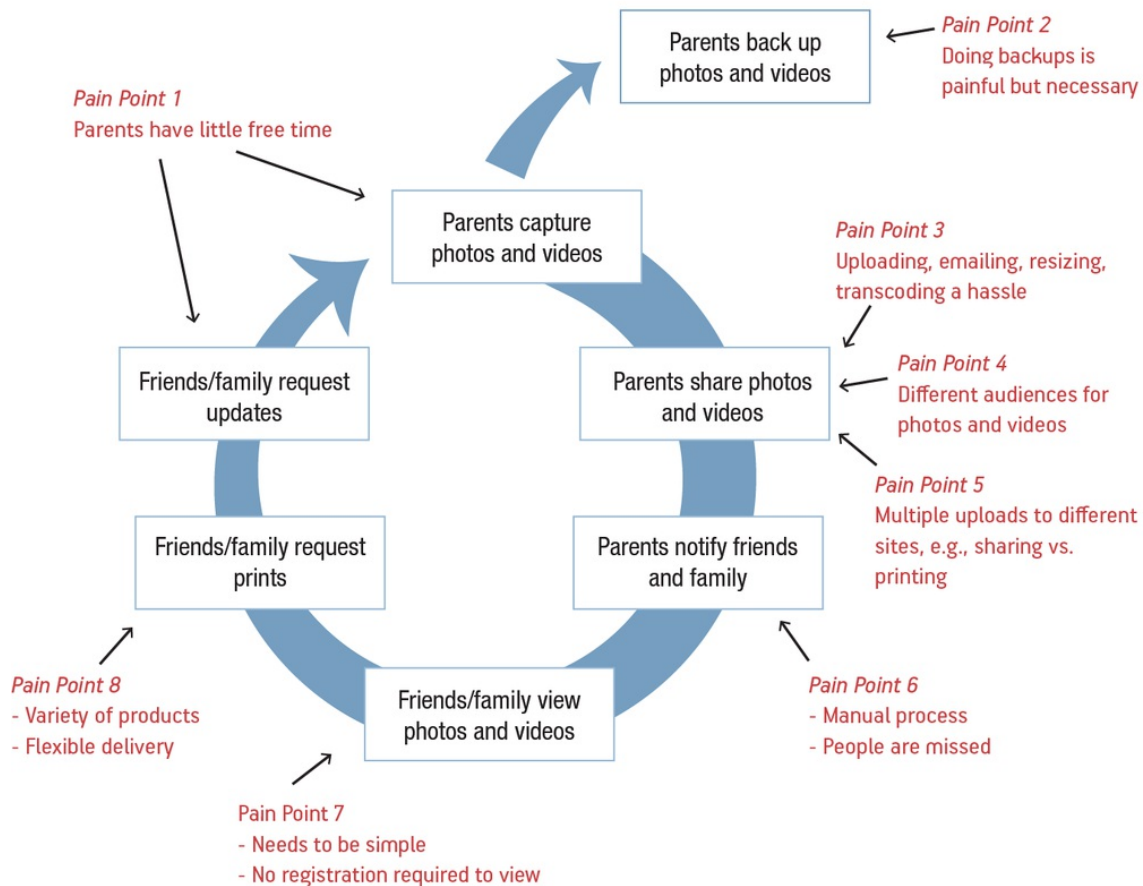 Parents back up
photos and videos
Pain Point 2
Doing backups is
painful but necessary
Pain Point 1
Parents have little free time
Parents capture
photos and videos
Pain Point 3
Uploading, emailing, resizing,
transcoding a hassle
Friends/family request
updates
Parents share photos
and videos
Pain Point 4
Different audiences for
photos and videos
Pain Point 5
Multiple uploads to different
sites, e.g., sharing vs.
printing
Friends/family request
prints
Parents notify friends
and family
Pain Point 8
- Variety of products
- Flexible delivery
Friends/family view
photos and videos
Pain Point 6
- Manual process
- People are missed
Pain Point 7
- Needs to be simple
- No registration required to view